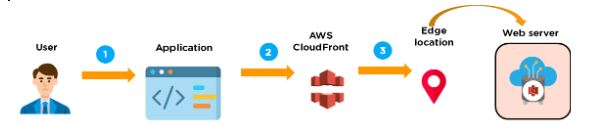 User
1
Application
2
AWS
CloudFront
3
Edge
location
Web server
</>